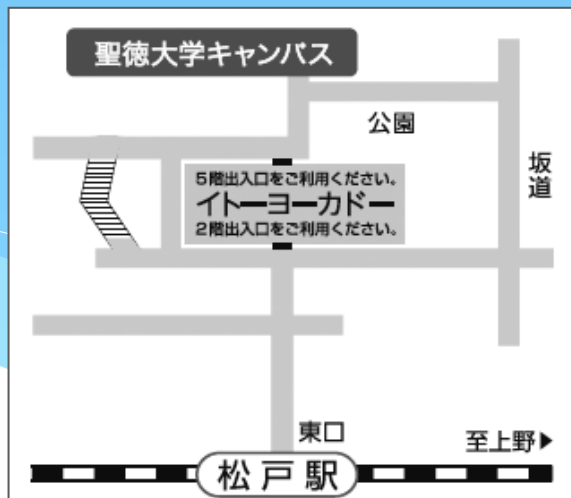 聖徳大学キャンパス
公園
坂道
5階出入口をご利用ください。
イトーヨーカドー
2階出入口をご利用ください。
東口
至上野▶
松戸駅